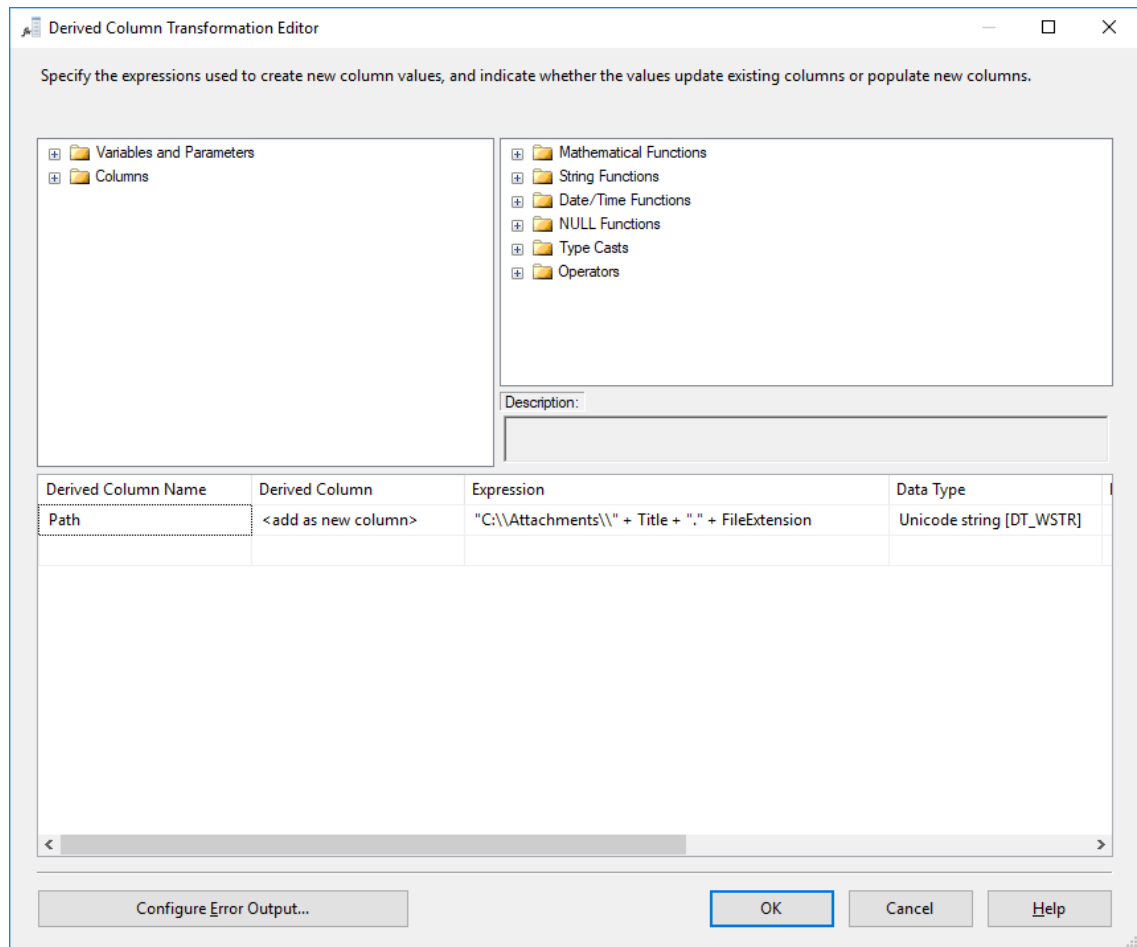 Derived Column Transformation Editor
Specify the expressions used to create new column values, and indicate whether the values update existing columns or populate new columns.
Variables and Parameters
Columns
Mathematical Functions
String Functions
Date/Time Functions
NULL Functions
Type Casts
Operators
Description:
Derived Column Name Derived Column Expression Data Type
Path <add as new column> "C:\\Attachments\\" + Title + "." + FileExtension Unicode string [DT_WSTR]
Configure Error Output... OK Cancel Help